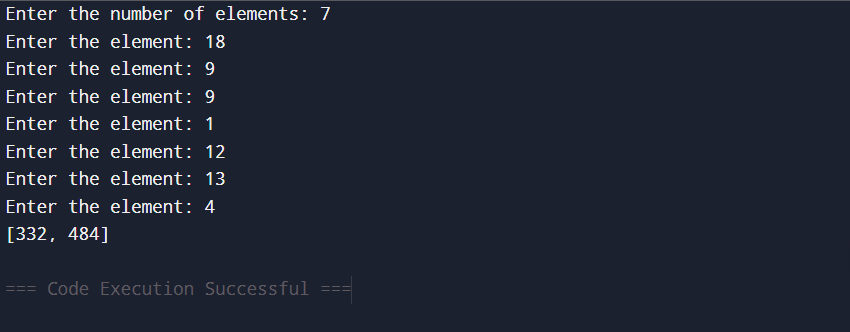 Enter the number of elements: 7
Enter the element: 18
Enter the element: 9
Enter the element: 9
Enter the element: 1
Enter the element: 12
Enter the element: 13
Enter the element: 4
[332, 484]
=== Code Execution Successful ===